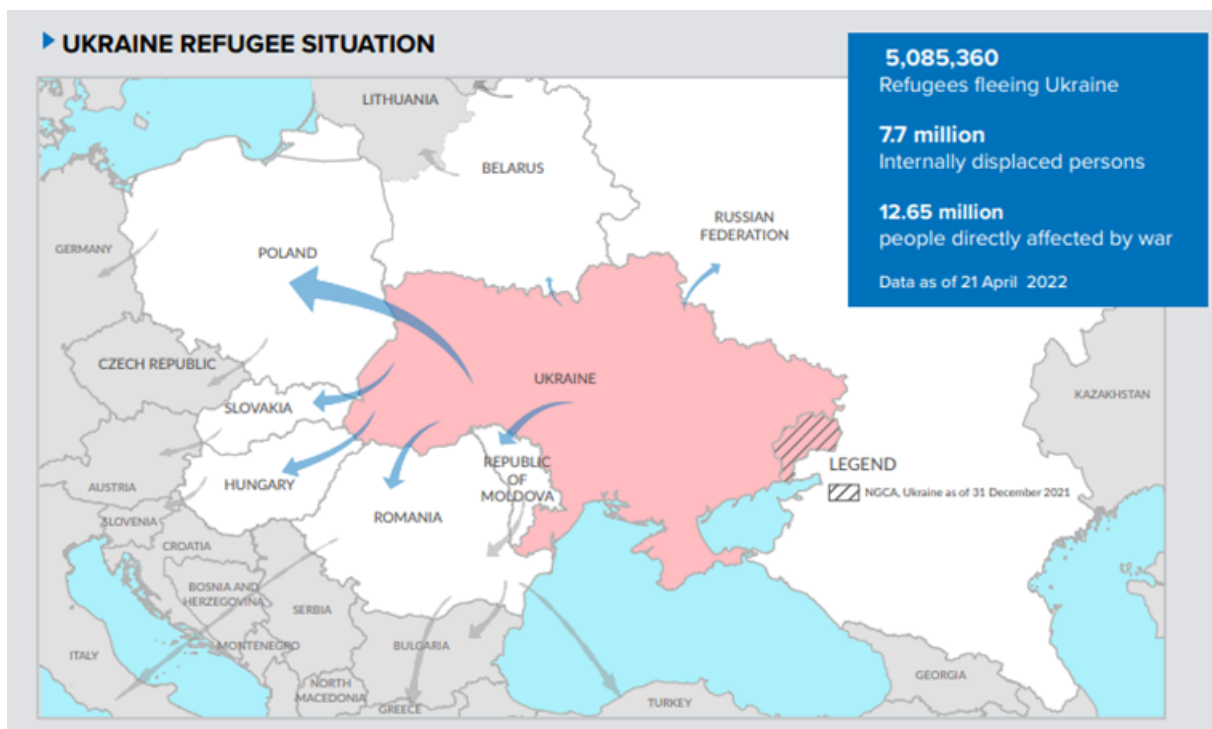 UKRAINE REFUGEE SITUATION
5,085,360
Refugees fleeing Ukraine
7.7 million
Internally displaced persons
12.65 million
people directly affected by war
Data as of 21 April 2022
LITHUANIA
BELARUS
RUSSIAN
FEDERATION
GERMANY
POLAND
CZECH REPUBLIC
UKRAINE
KAZAKHSTAN
SLOVAKIA
LEGEND
NGCA, Ukraine as of 31 December 2021
REPUBLIC
OF
MOLDOVA
HUNGARY
AUSTRIA
ROMANIA
SLOVENIA
CROATIA
BOSNIA AND
HERZEGOVINA
SERBIA
MONTENEGRO
BULGARIA
ITALY
NORTH
MACEDONIA
GREECE
TURKEY
GEORGIA